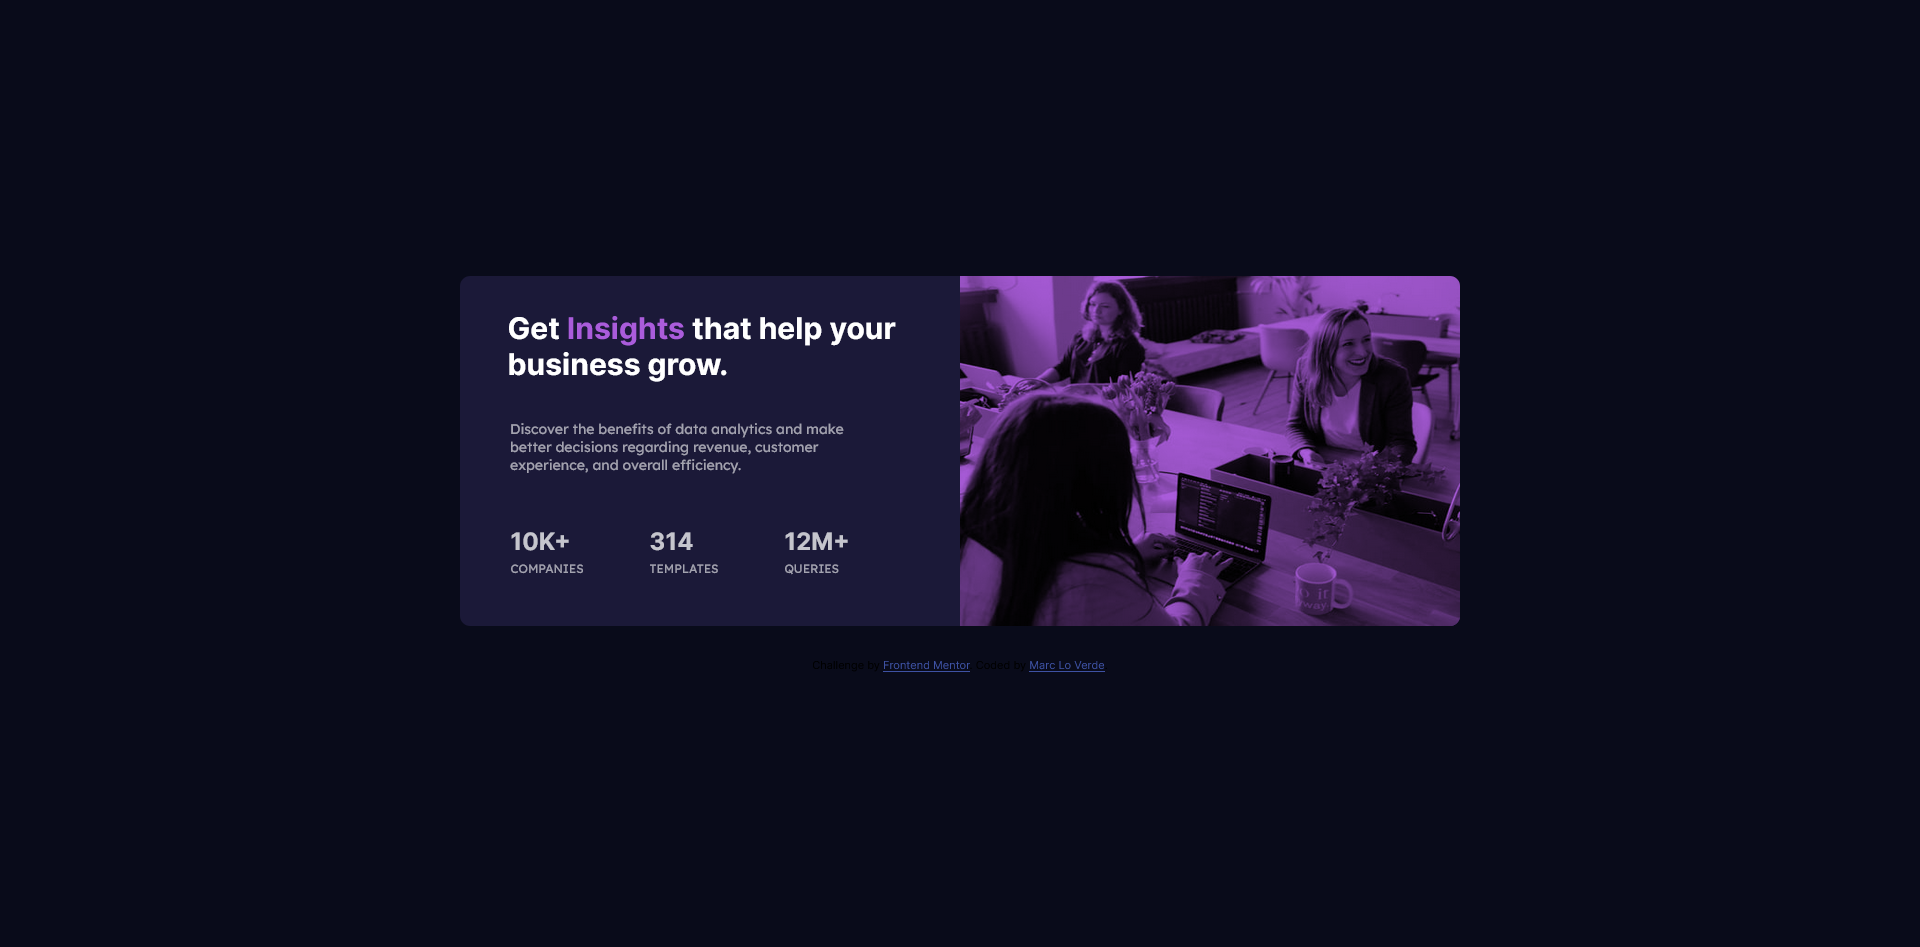 Get Insights that help your
business grow.
Discover the benefits of data analytics and make
better decisions regarding revenue, customer
experience, and overall efficiency.
10K+ 314 12M+
COMPANIES TEMPLATES QUERIES
Challenge by Frontend Mentor. Coded by Marc Lo Verde